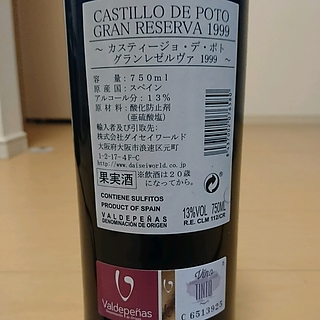 CASTILLO DE POTO
GRAN RESERVA 1999
～ カスティージョ・デ・ポト
グランレゼルヴァ 1999 ～
容量：750ml
原産国：スペイン
アルコール分：13%
酸化防止剤
(亜硫酸塩)
輸入者及び引取先：
株式会社ダイセイワールド
大阪府大阪市浪速区元町
1-2-17-4F-C
www.daiseiworld.co.jp
果実酒
※飲酒は20歳
になってから。
CONTIENE SULFITOS
PRODUCT OF SPAIN
VALDEPEÑAS
DENOMINACIÓN DE ORIGEN
13%VOL 750ML
R.E. CLM 113/CR
Valdepeñas
Vino
TINTO
C 6513925